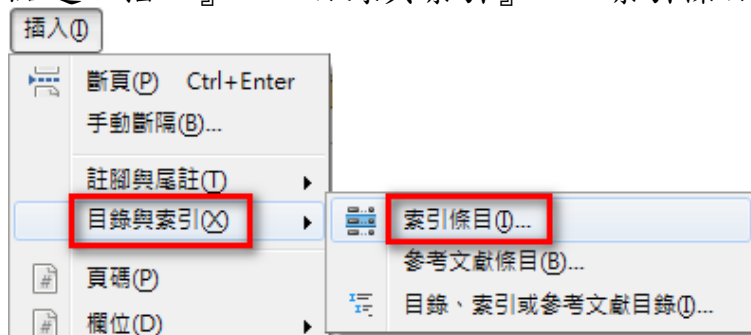 插入(I)
斷頁(P) Ctrl+Enter
手動斷隔(B)...
註腳與尾註(T)
目錄與索引(X)
索引條目(I)...
參考文獻條目(B)...
頁碼(P)
目錄、索引或參考文獻目錄(I)...
欄位(D)